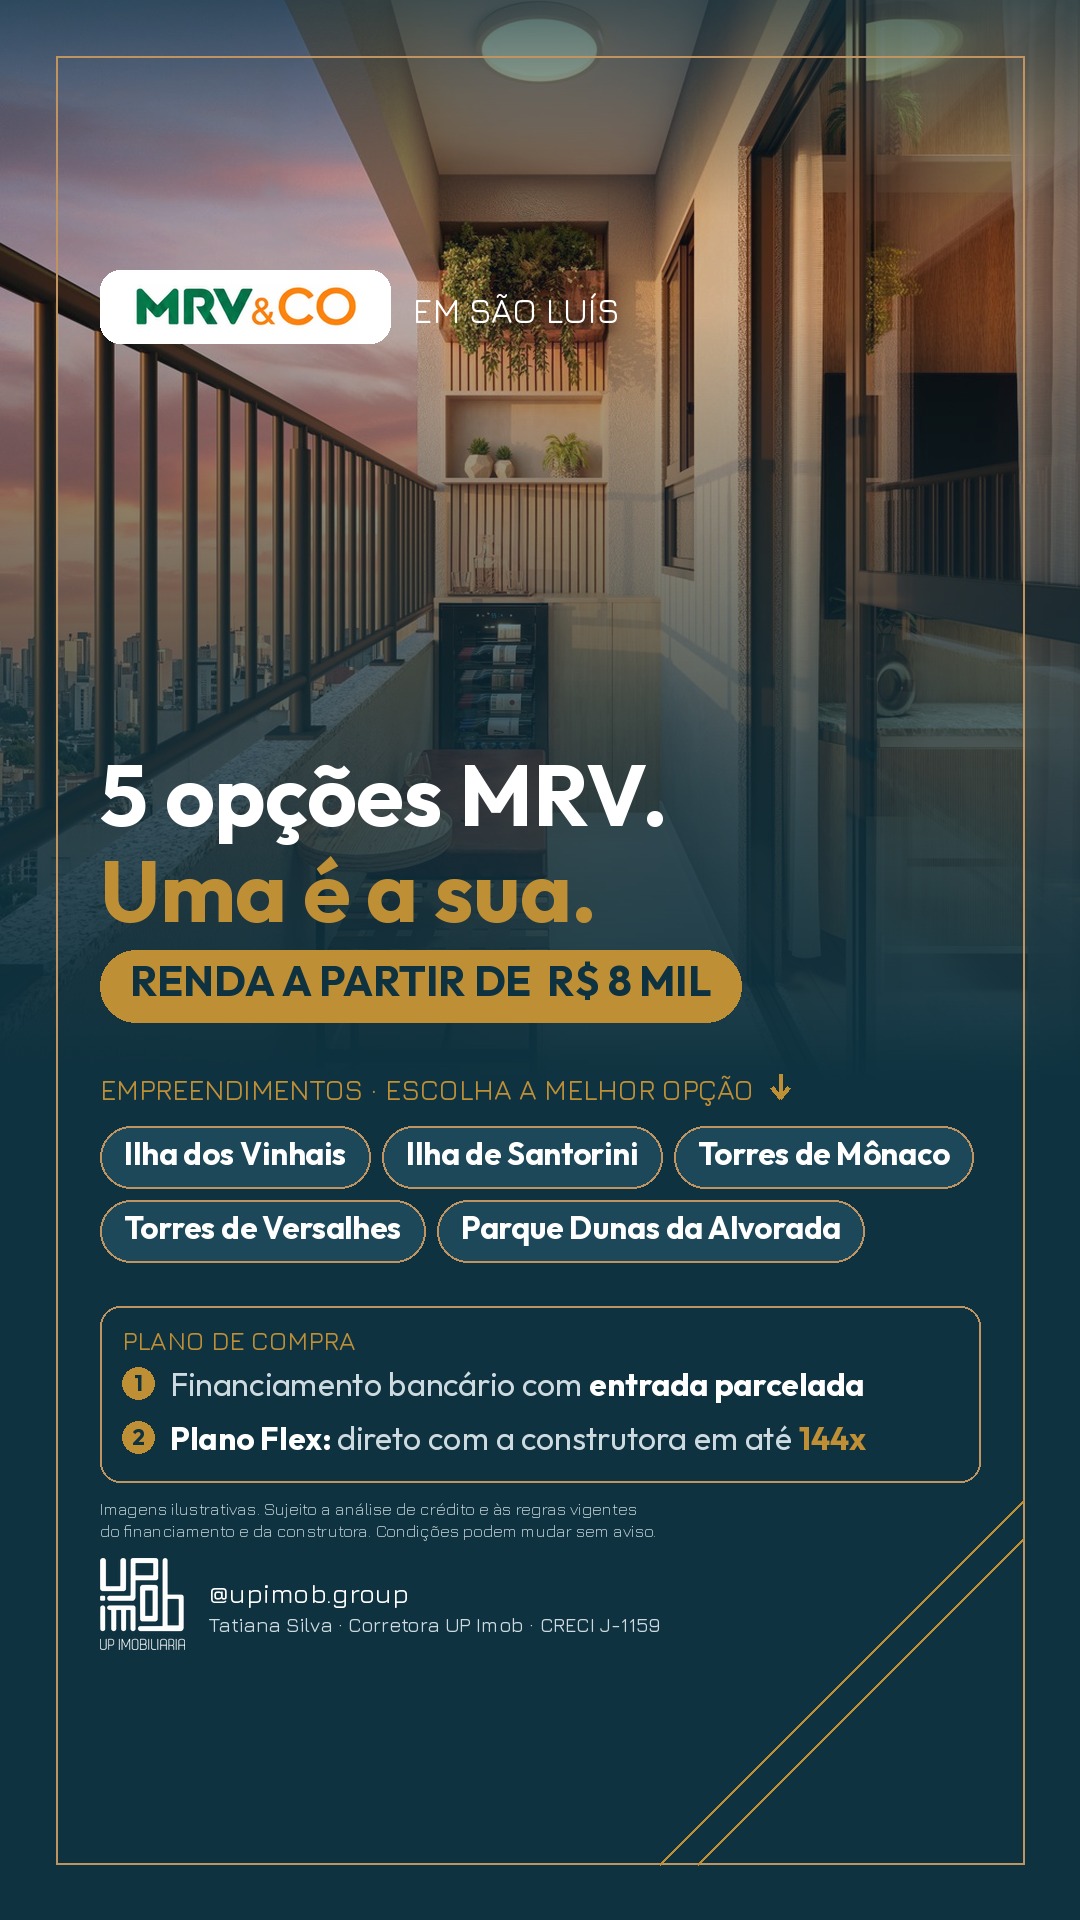 MRV&CO EM SÃO LUÍS
5 opções MRV.
Uma é a sua.
RENDA A PARTIR DE R$ 8 MIL
EMPREENDIMENTOS · ESCOLHA A MELHOR OPÇÃO ↓
Ilha dos Vinhais Ilha de Santorini Torres de Mônaco
Torres de Versalhes Parque Dunas da Alvorada
PLANO DE COMPRA
1 Financiamento bancário com entrada parcelada
2 Plano Flex: direto com a construtora em até 144x
Imagens ilustrativas. Sujeito a análise de crédito e às regras vigentes
do financiamento e da construtora. Condições podem mudar sem aviso.
UP imob
UP IMOBILIARIA
@upimob.group
Tatiana Silva · Corretora UP Imob · CRECI J-1159